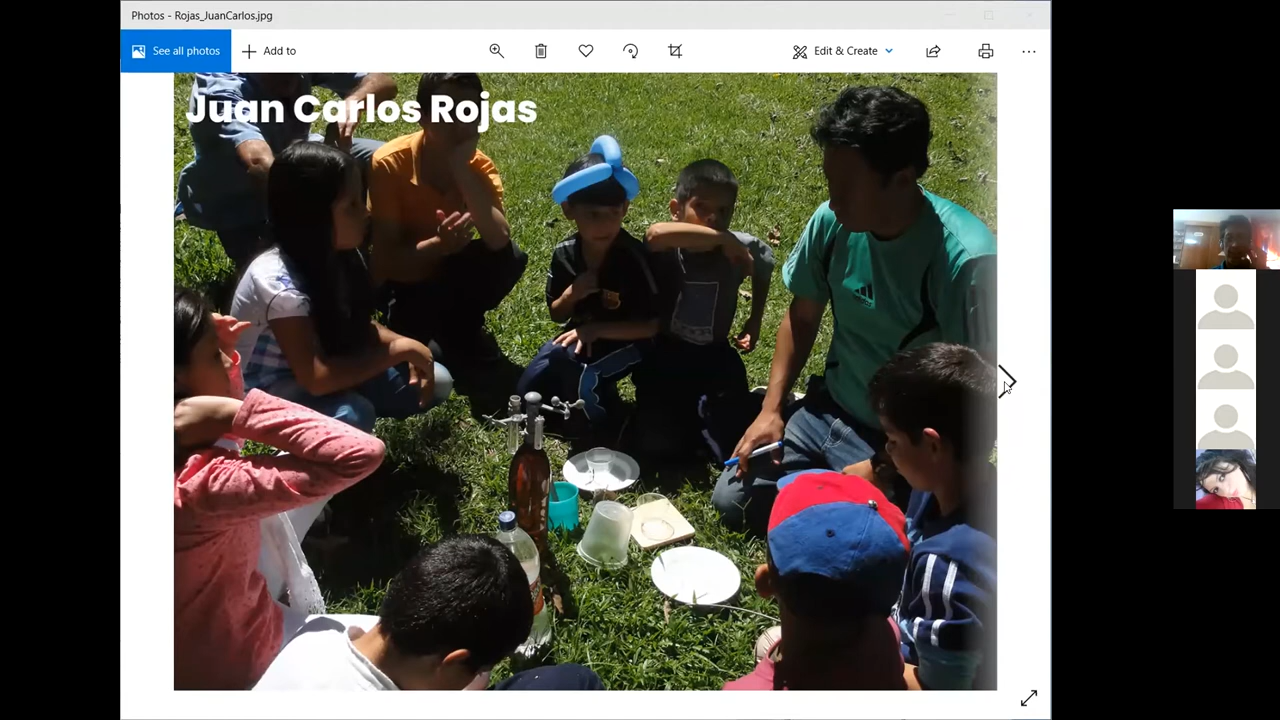 Photos - Rojas_JuanCarlos.jpg
See all photos
Add to
Edit & Create
Juan Carlos Rojas